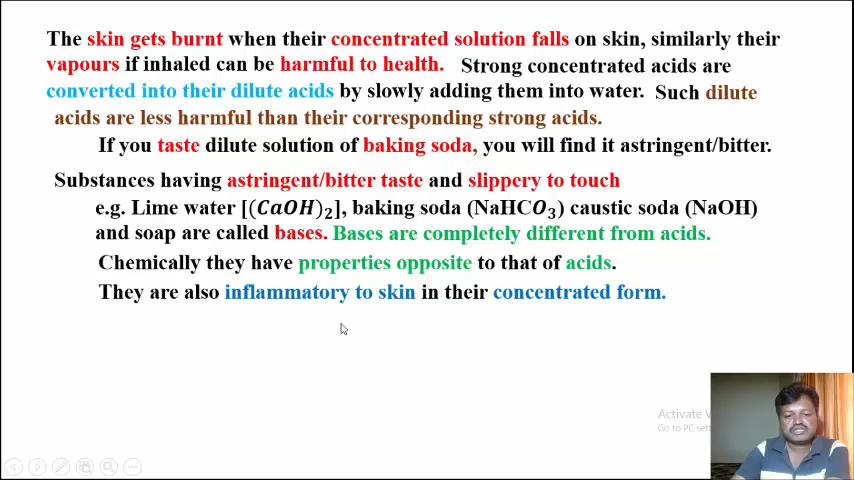 The skin gets burnt when their concentrated solution falls on skin, similarly their
vapours if inhaled can be harmful to health. Strong concentrated acids are
converted into their dilute acids by slowly adding them into water. Such dilute
acids are less harmful than their corresponding strong acids.
If you taste dilute solution of baking soda, you will find it astringent/bitter.
Substances having astringent/bitter taste and slippery to touch
e.g. Lime water [(CaOH)₂], baking soda (NaHCO₃) caustic soda (NaOH)
and soap are called bases. Bases are completely different from acids.
Chemically they have properties opposite to that of acids.
They are also inflammatory to skin in their concentrated form.
Activate
Go to PC